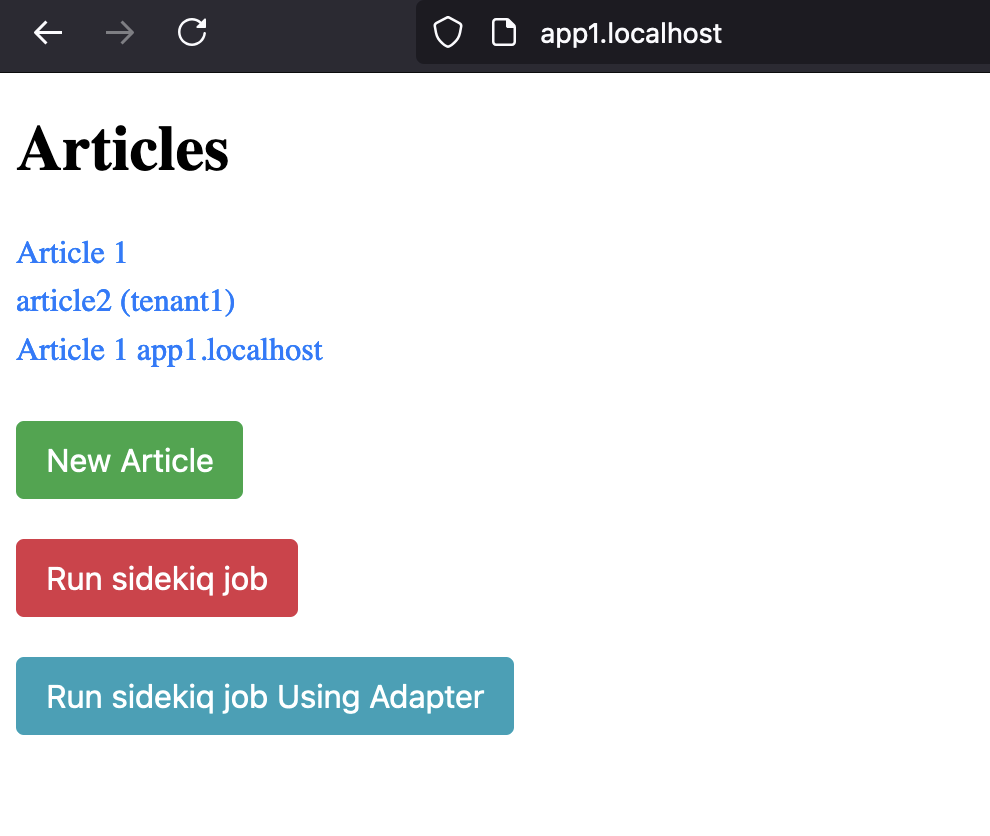 app1.localhost
Articles
Article 1
article2 (tenant1)
Article 1 app1.localhost
New Article
Run sidekiq job
Run sidekiq job Using Adapter